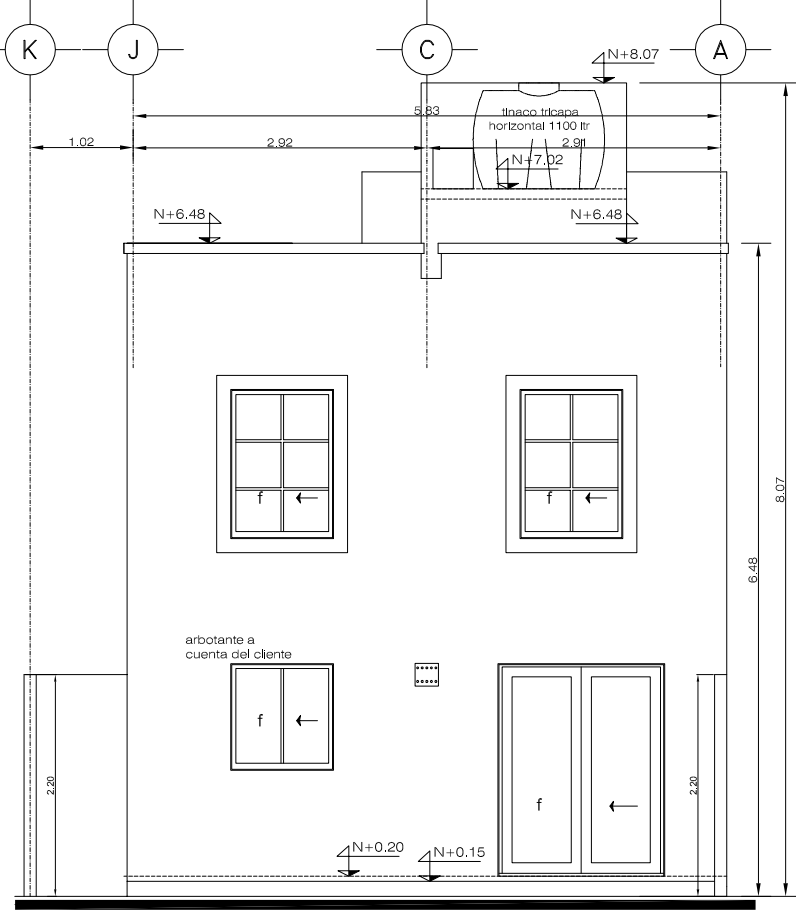 K
J
C
A
N+8.07
5.83
tinaco tricapa
horizontal 1100 ltr
1.02
2.92
2.91
N+7.02
N+6.48
N+6.48
f
f
8.07
6.48
arbotante a
cuenta del cliente
f
2.20
2.20
f
N+0.20
N+0.15